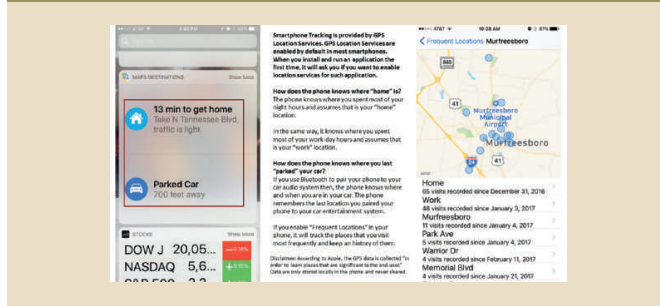 AT&T
MAPS DESTINATIONS
Show Less
13 min to get home
Take N Tennessee Blvd,
traffic is light
Parked Car
700 feet away
STOCKS
Show More
DOW J 20,05...
NASDAQ 5,6...
Smartphone Tracking is provided by GPS
Location Services. GPS Location Services are
enabled by default in most smartphones.
When you install and run an application the
first time, it will ask you if you want to enable
location services for such application.
How does the phone knows where "home" is?
The phone knows where you spent most of your
night hours and assumes that is your "home"
location.
In the same way, it knows where you spent
most of your work-day hours and assumes that
is your "work" location.
How does the phone knows where you last
"parked" your car?
If you use Bluetooth to pair your phone to your
car audio system then, the phone knows where
and when you are in your car. The phone
remembers the last location you paired your
phone to your car entertainment system.
If you enable "Frequent Locations" in your
phone, it will track the places that you visit
most frequently and keep an history of them.
Disclaimer: According to Apple, the GPS data is collected "in
order to learn places that are significant to the end-user."
Data are only stored locally in the phone and never shared.
AT&T 10:38 AM 87%
Frequent Locations Murfreesboro
840
41
Murfreesboro
Municipal
Airport
Murfreesboro
24
41
Home
65 visits recorded since December 31, 2016
Work
48 visits recorded since January 3, 2017
Murfreesboro
11 visits recorded since January 4, 2017
Park Ave
5 visits recorded since January 4, 2017
Warrior Dr
4 visits recorded since February 11, 2017
Memorial Blvd
4 visits recorded since January 21, 2017